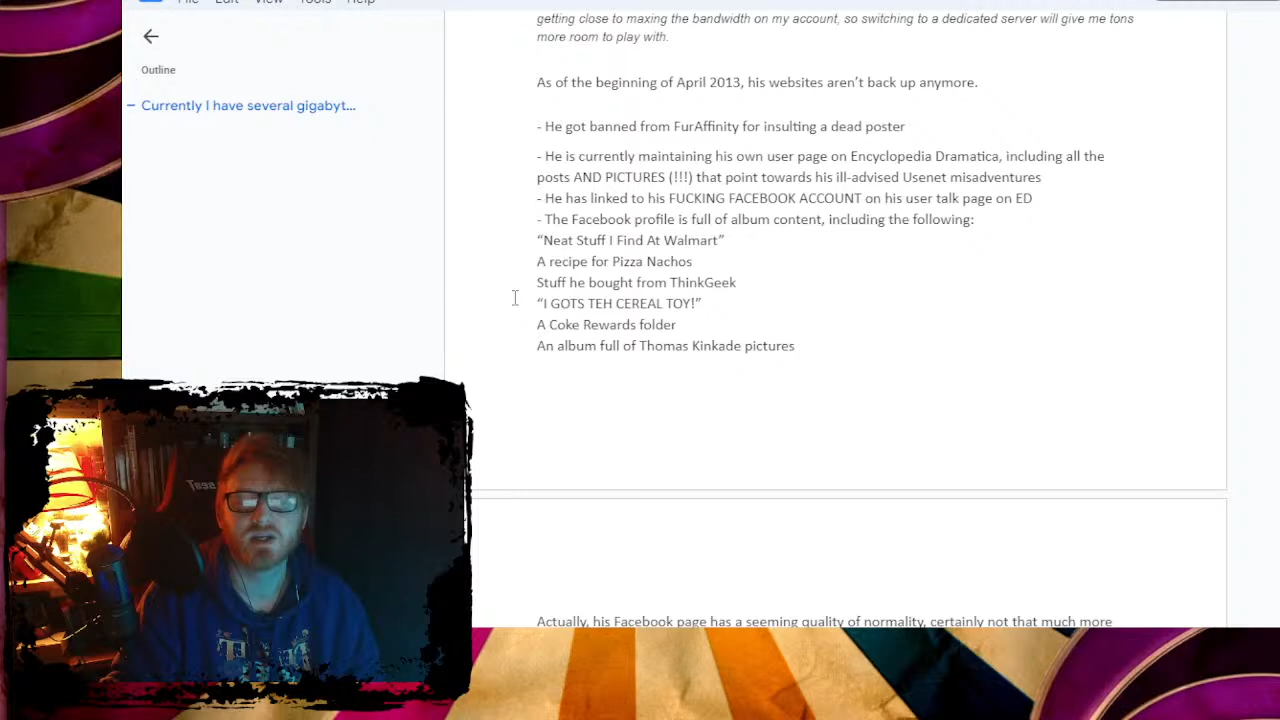 File Edit View Tools Help
getting close to maxing the bandwidth on my account, so switching to a dedicated server will give me tons
more room to play with.
Outline
Currently I have several gigabyt...
As of the beginning of April 2013, his websites aren’t back up anymore.
- He got banned from FurAffinity for insulting a dead poster
- He is currently maintaining his own user page on Encyclopedia Dramatica, including all the
posts AND PICTURES (!!!) that point towards his ill-advised Usenet misadventures
- He has linked to his FUCKING FACEBOOK ACCOUNT on his user talk page on ED
- The Facebook profile is full of album content, including the following:
“Neat Stuff I Find At Walmart”
A recipe for Pizza Nachos
Stuff he bought from ThinkGeek
“I GOTS TEH CEREAL TOY!”
A Coke Rewards folder
An album full of Thomas Kinkade pictures
Actually, his Facebook page has a seeming quality of normality, certainly not that much more